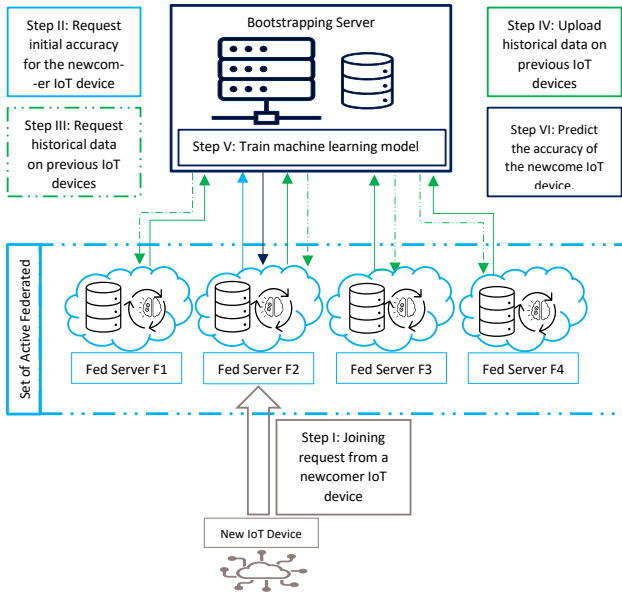 Step II: Request
initial accuracy
for the newcom-
-er IoT device
Bootstrapping Server
Step IV: Upload
historical data on
previous IoT
devices
Step III: Request
historical data
on previous IoT
devices
Step V: Train machine learning model
Step VI: Predict
the accuracy of
the newcome IoT
device.
Set of Active Federated
Fed Server F1
Fed Server F2
Fed Server F3
Fed Server F4
Step I: Joining
request from a
newcomer IoT
device
New IoT Device